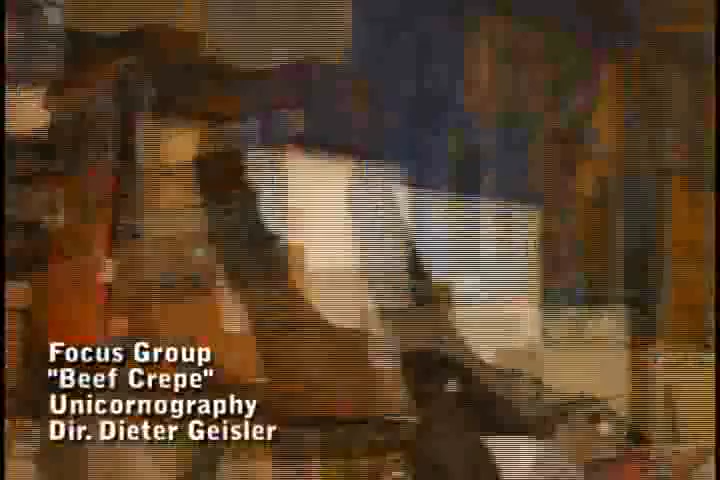 Focus Group
"Beef Crepe"
Unicornography
Dir. Dieter Geisler